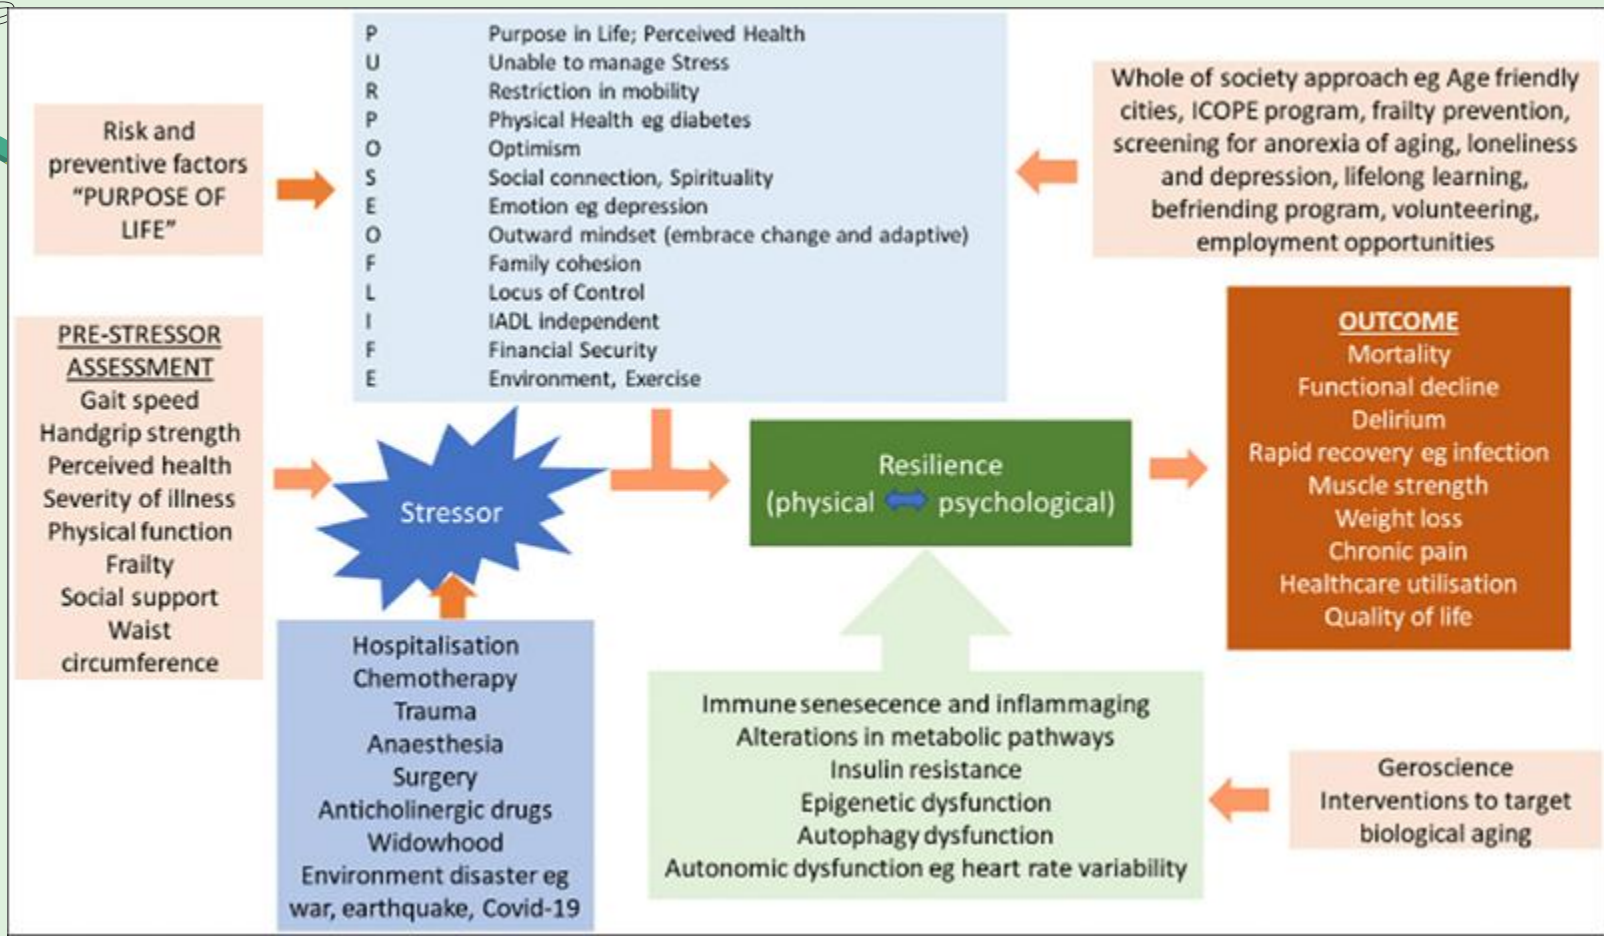 Risk and
preventive factors
"PURPOSE OF
LIFE"
P Purpose in Life; Perceived Health
U Unable to manage Stress
R Restriction in mobility
P Physical Health eg diabetes
O Optimism
S Social connection, Spirituality
E Emotion eg depression
O Outward mindset (embrace change and adaptive)
F Family cohesion
L Locus of Control
I IADL independent
F Financial Security
E Environment, Exercise
Whole of society approach eg Age friendly
cities, ICOPE program, frailty prevention,
screening for anorexia of aging, loneliness
and depression, lifelong learning,
befriending program, volunteering,
employment opportunities
PRE-STRESSOR
ASSESSMENT
Gait speed
Handgrip strength
Perceived health
Severity of illness
Physical function
Frailty
Social support
Waist
circumference
Stressor
Resilience
(physical psychological)
OUTCOME
Mortality
Functional decline
Delirium
Rapid recovery eg infection
Muscle strength
Weight loss
Chronic pain
Healthcare utilisation
Quality of life
Hospitalisation
Chemotherapy
Trauma
Anaesthesia
Surgery
Anticholinergic drugs
Widowhood
Environment disaster eg
war, earthquake, Covid-19
Immune senesecence and inflammaging
Alterations in metabolic pathways
Insulin resistance
Epigenetic dysfunction
Autophagy dysfunction
Autonomic dysfunction eg heart rate variability
Geroscience
Interventions to target
biological aging